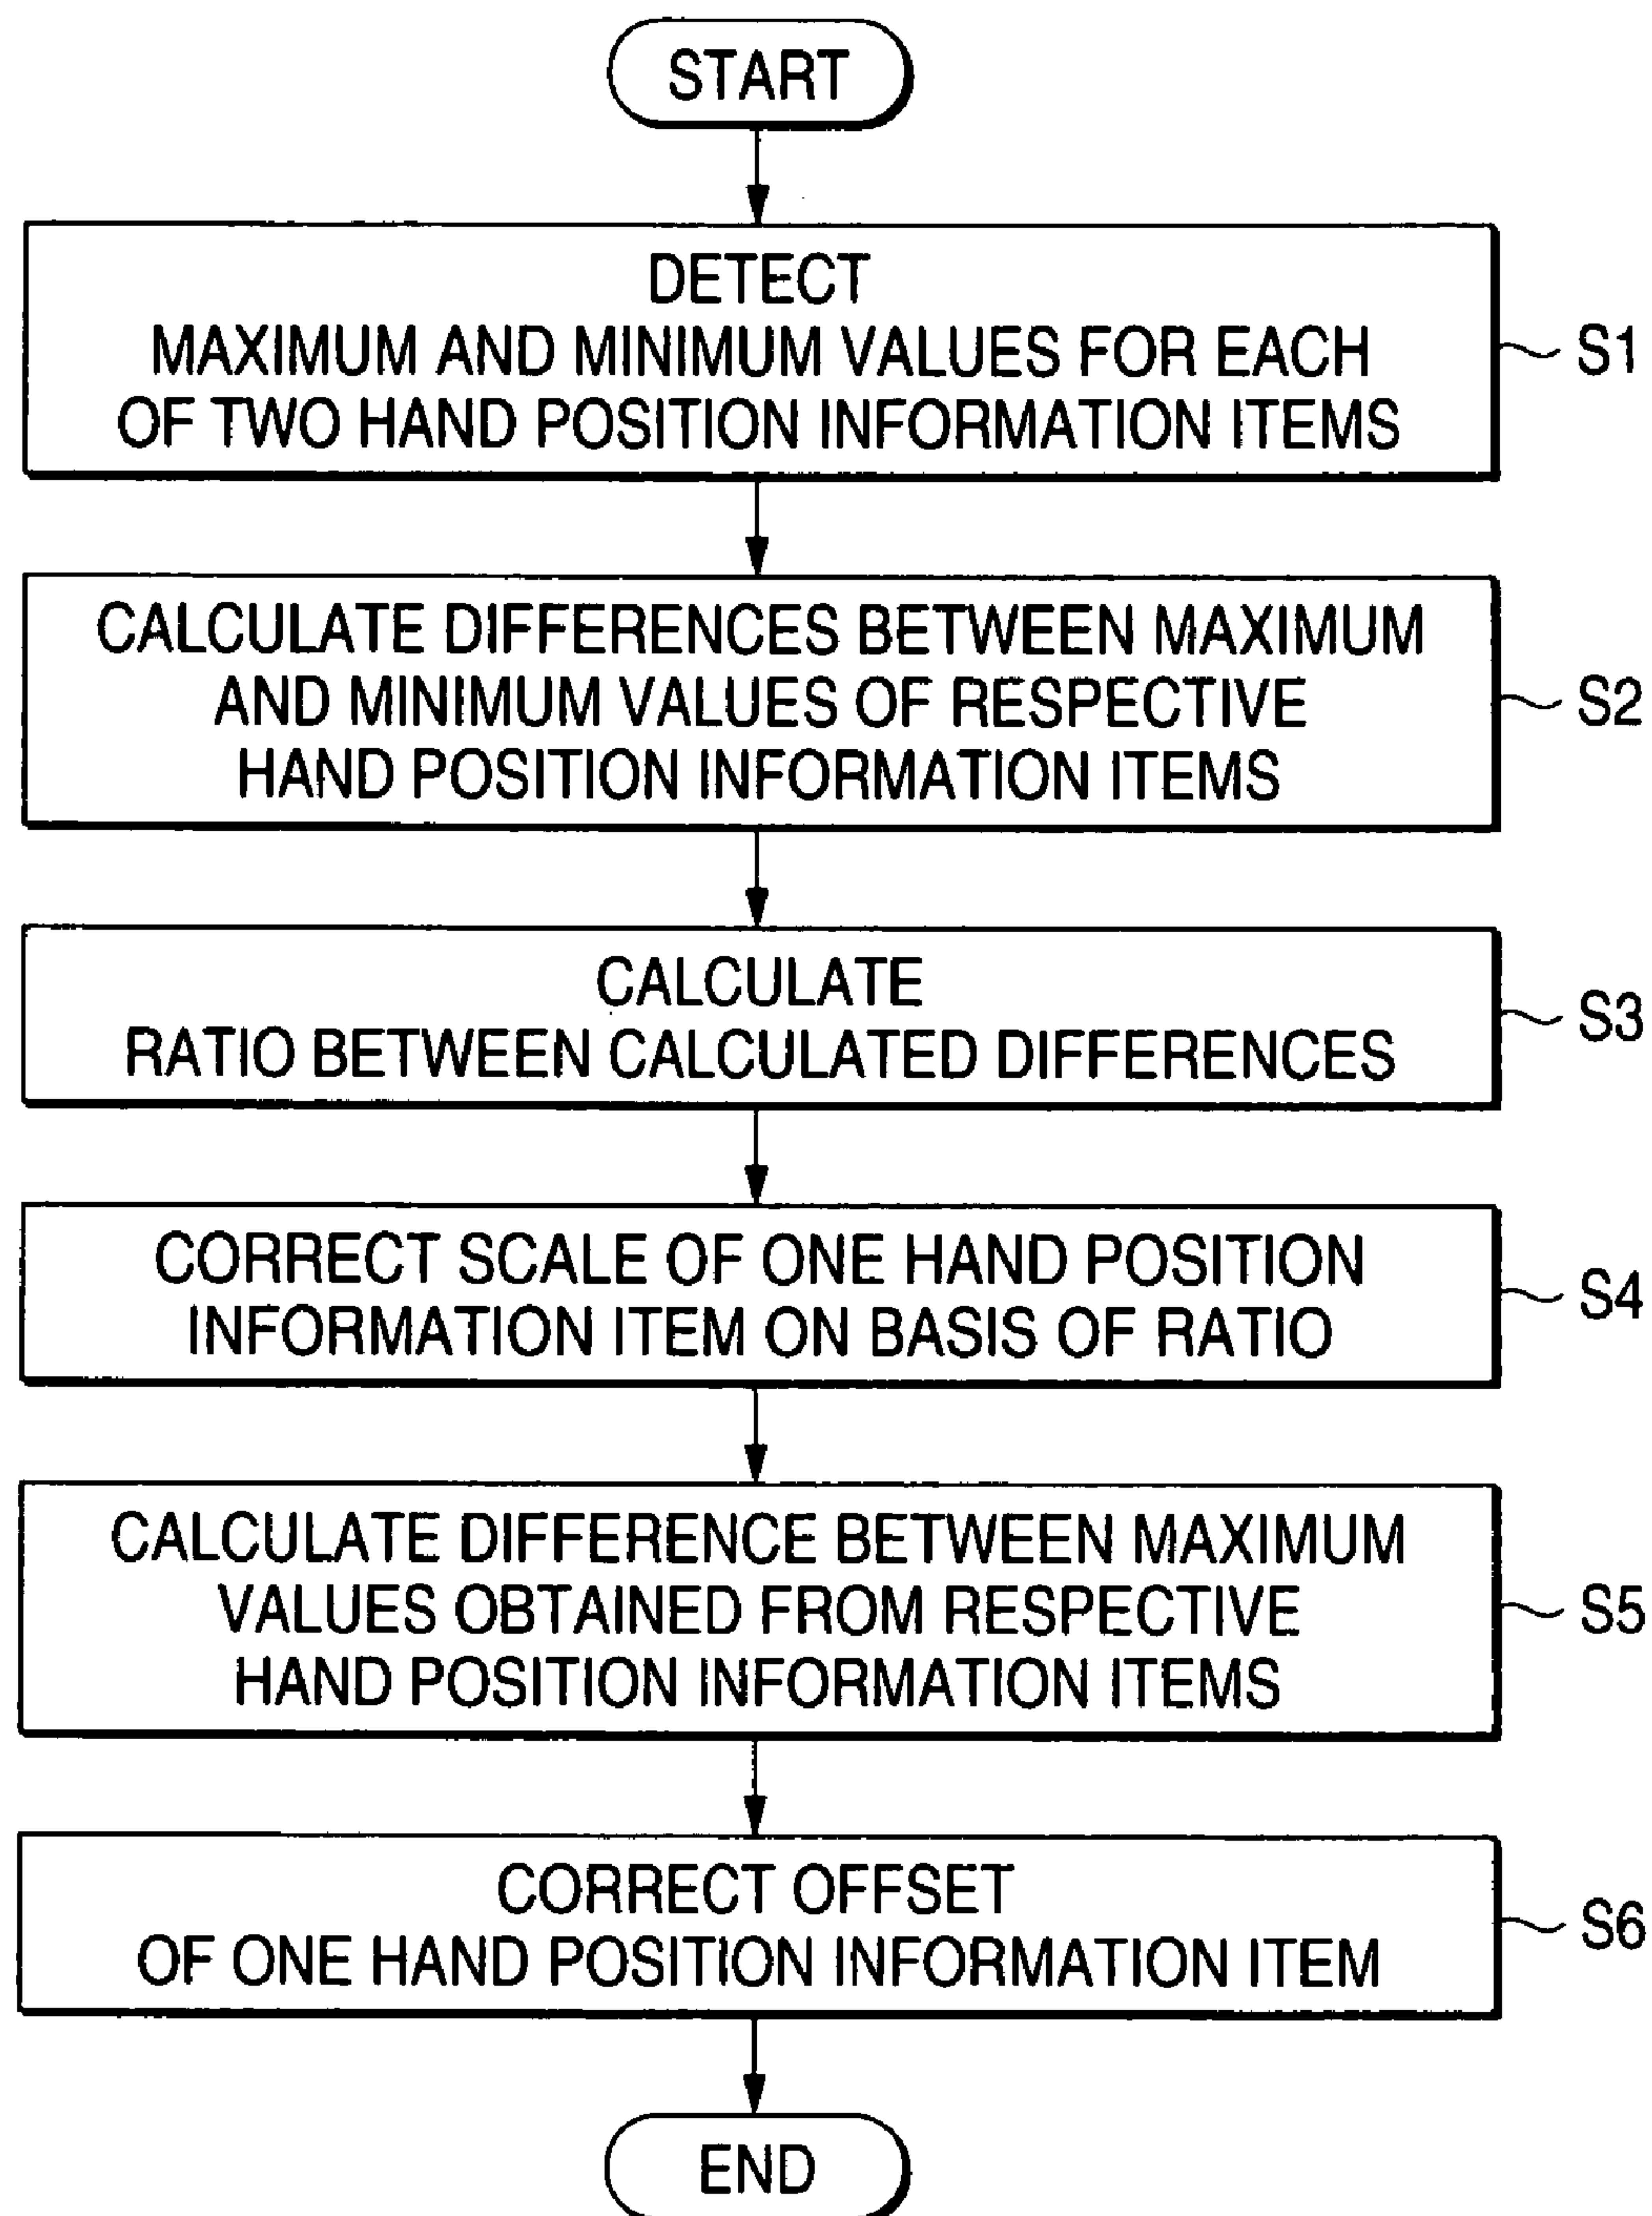 START
DETECT
MAXIMUM AND MINIMUM VALUES FOR EACH
OF TWO HAND POSITION INFORMATION ITEMS
S1
CALCULATE DIFFERENCES BETWEEN MAXIMUM
AND MINIMUM VALUES OF RESPECTIVE
HAND POSITION INFORMATION ITEMS
S2
CALCULATE
RATIO BETWEEN CALCULATED DIFFERENCES
S3
CORRECT SCALE OF ONE HAND POSITION
INFORMATION ITEM ON BASIS OF RATIO
S4
CALCULATE DIFFERENCE BETWEEN MAXIMUM
VALUES OBTAINED FROM RESPECTIVE
HAND POSITION INFORMATION ITEMS
S5
CORRECT OFFSET
OF ONE HAND POSITION INFORMATION ITEM
S6
END